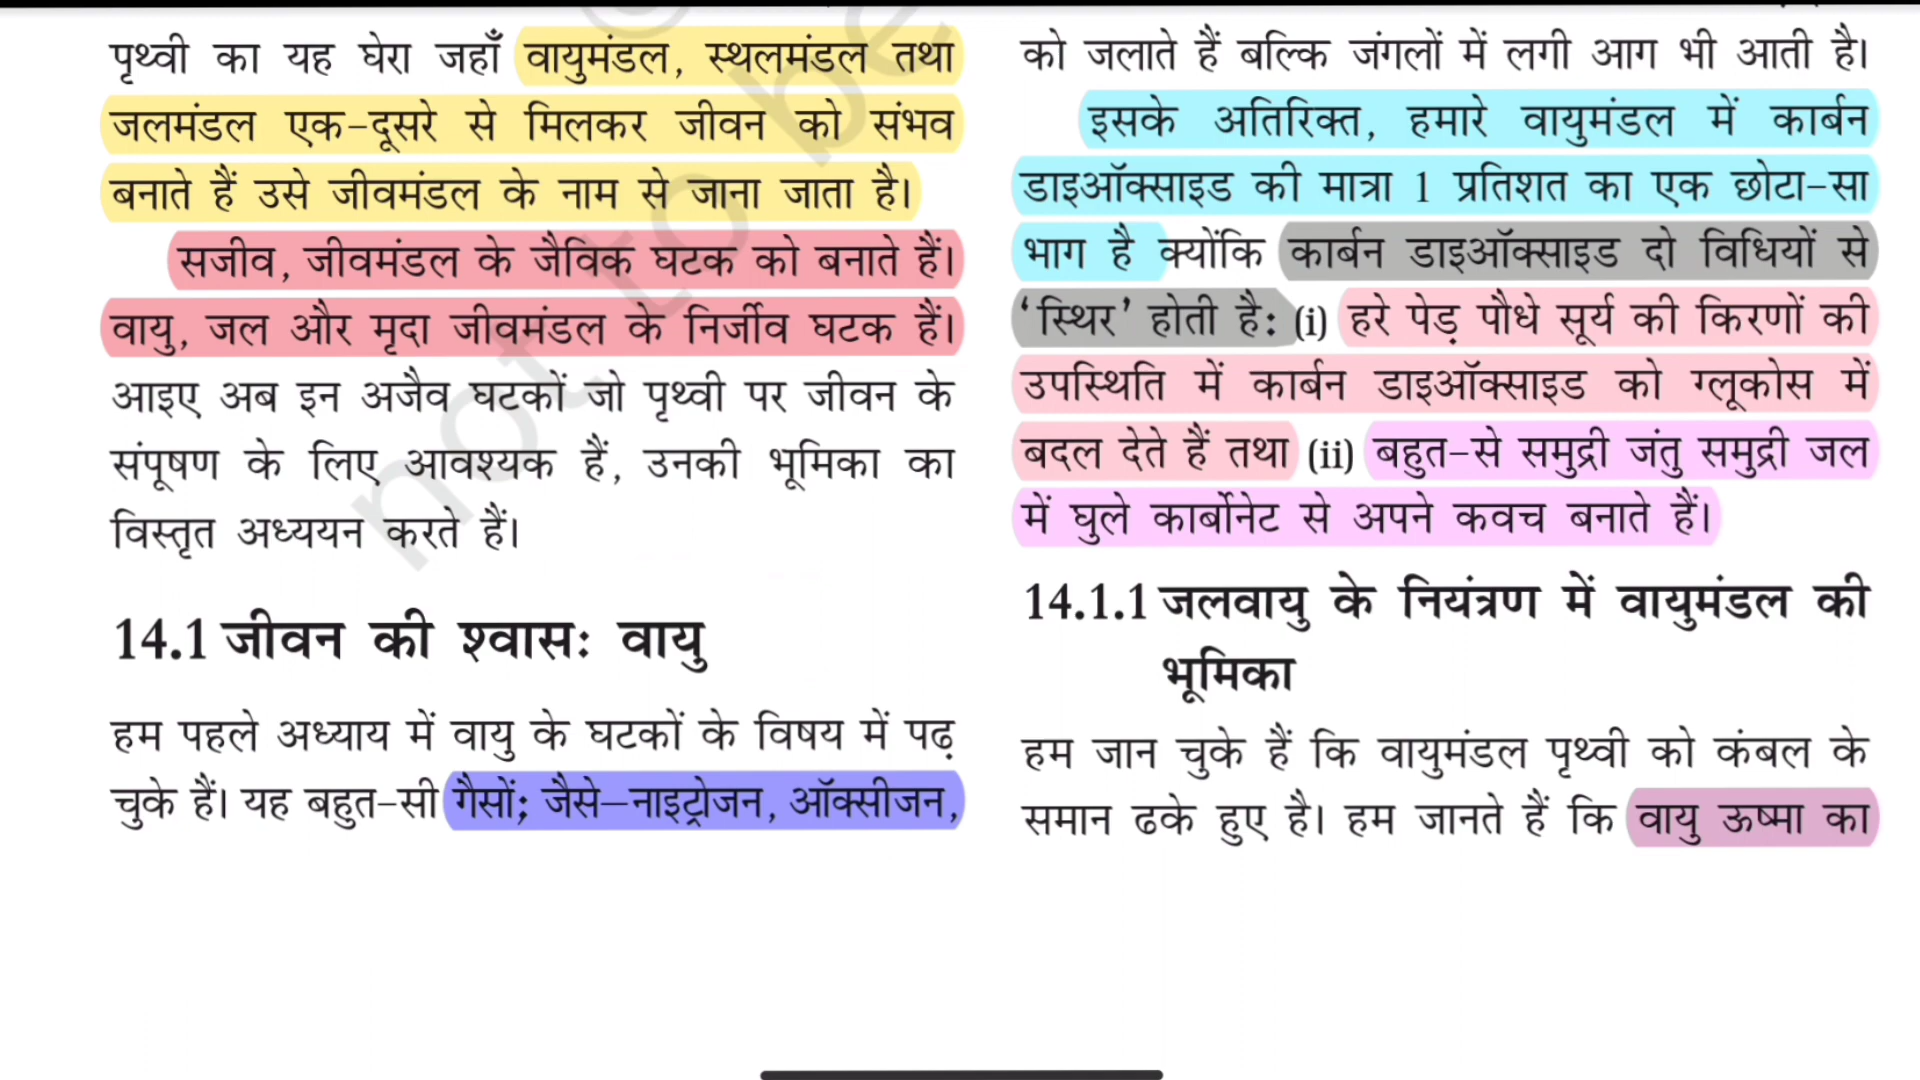 पृथ्वी का यह घेरा जहाँ वायुमंडल, स्थलमंडल तथा
जलमंडल एक-दूसरे से मिलकर जीवन को संभव
बनाते हैं उसे जीवमंडल के नाम से जाना जाता है।
सजीव, जीवमंडल के जैविक घटक को बनाते हैं।
वायु, जल और मृदा जीवमंडल के निर्जीव घटक हैं।
आइए अब इन अजैव घटकों जो पृथ्वी पर जीवन के
संपूषण के लिए आवश्यक हैं, उनकी भूमिका का
विस्तृत अध्ययन करते हैं।
14.1 जीवन की श्वास: वायु
हम पहले अध्याय में वायु के घटकों के विषय में पढ़
चुके हैं। यह बहुत-सी गैसों; जैसे—नाइट्रोजन, ऑक्सीजन,
को जलाते हैं बल्कि जंगलों में लगी आग भी आती है।
इसके अतिरिक्त, हमारे वायुमंडल में कार्बन
डाइऑक्साइड की मात्रा 1 प्रतिशत का एक छोटा-सा
भाग है क्योंकि कार्बन डाइऑक्साइड दो विधियों से
‘स्थिर’ होती है: (i) हरे पेड़ पौधे सूर्य की किरणों की
उपस्थिति में कार्बन डाइऑक्साइड को ग्लूकोस में
बदल देते हैं तथा (ii) बहुत-से समुद्री जंतु समुद्री जल
में घुले कार्बोनेट से अपने कवच बनाते हैं।
14.1.1 जलवायु के नियंत्रण में वायुमंडल की
भूमिका
हम जान चुके हैं कि वायुमंडल पृथ्वी को कंबल के
समान ढके हुए है। हम जानते हैं कि वायु ऊष्मा का
not to be